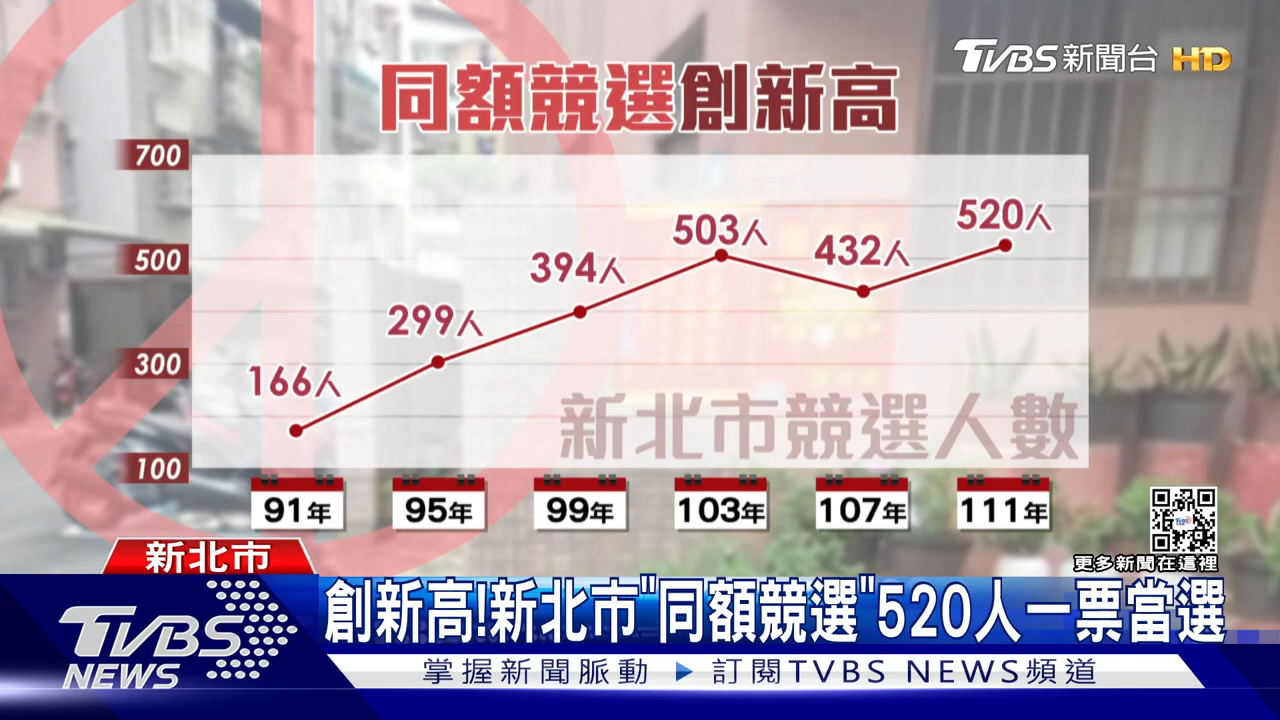 TVBS新聞台 HD
同額競選創新高
700
500
300
100
166人
299人
394人
503人
432人
520人
新北市競選人數
91年
95年
99年
103年
107年
111年
更多新聞在這裡
新北市
TVBS NEWS
創新高!新北市"同額競選"520人一票當選
掌握新聞脈動 ▶ 訂閱TVBS NEWS頻道